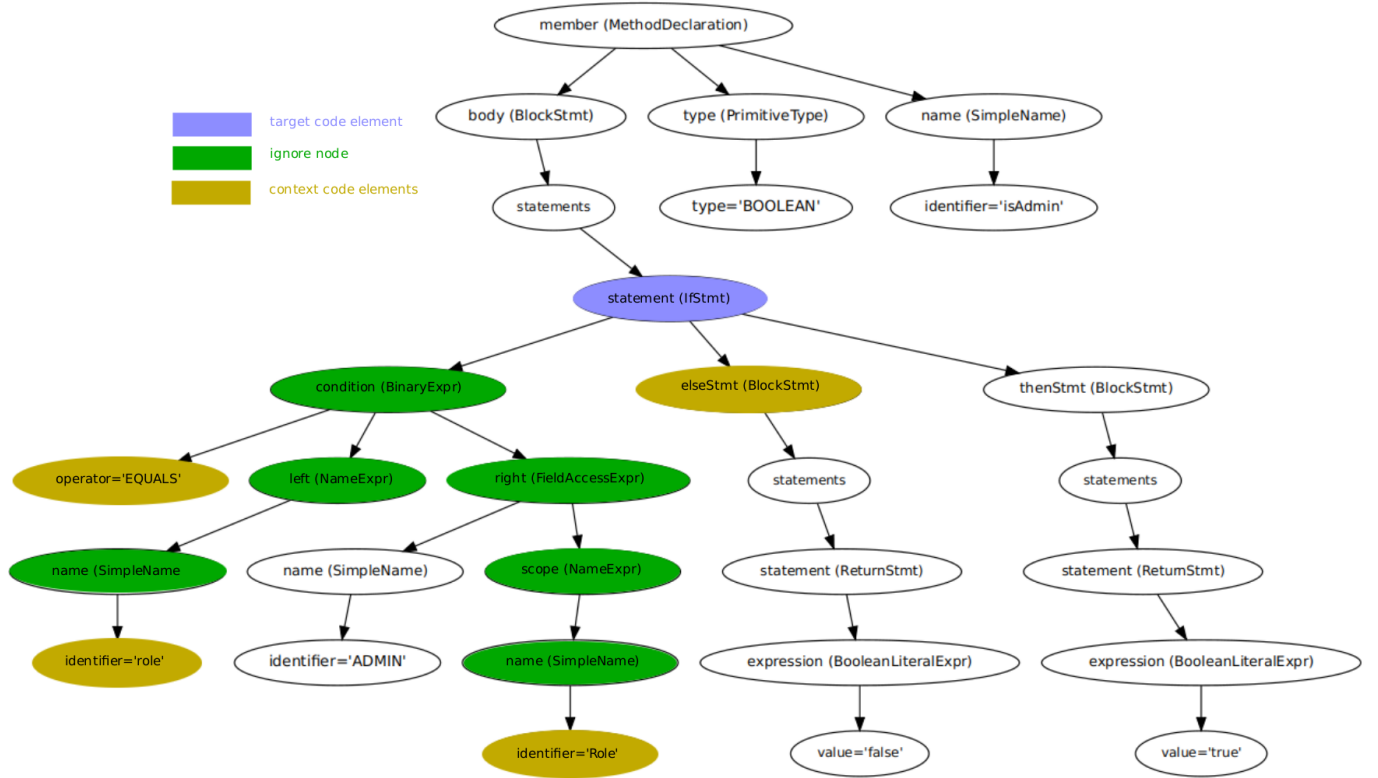 member (MethodDeclaration)
body (BlockStmt)
type (PrimitiveType)
name (SimpleName)
target code element
ignore node
context code elements
statements
type='BOOLEAN'
identifier='isAdmin'
statement (IfStmt)
condition (BinaryExpr)
elseStmt (BlockStmt)
thenStmt (BlockStmt)
operator='EQUALS'
left (NameExpr)
right (FieldAccessExpr)
statements
statements
name (SimpleName
name (SimpleName)
scope (NameExpr)
statement (ReturnStmt)
statement (ReturnStmt)
identifier='role'
identifier='ADMIN'
name (SimpleName)
expression (BooleanLiteralExpr)
expression (BooleanLiteralExpr)
identifier='Role'
value='false'
value='true'